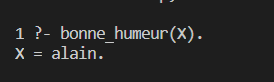 1 ?- bonne_humeur(X).
X = alain.